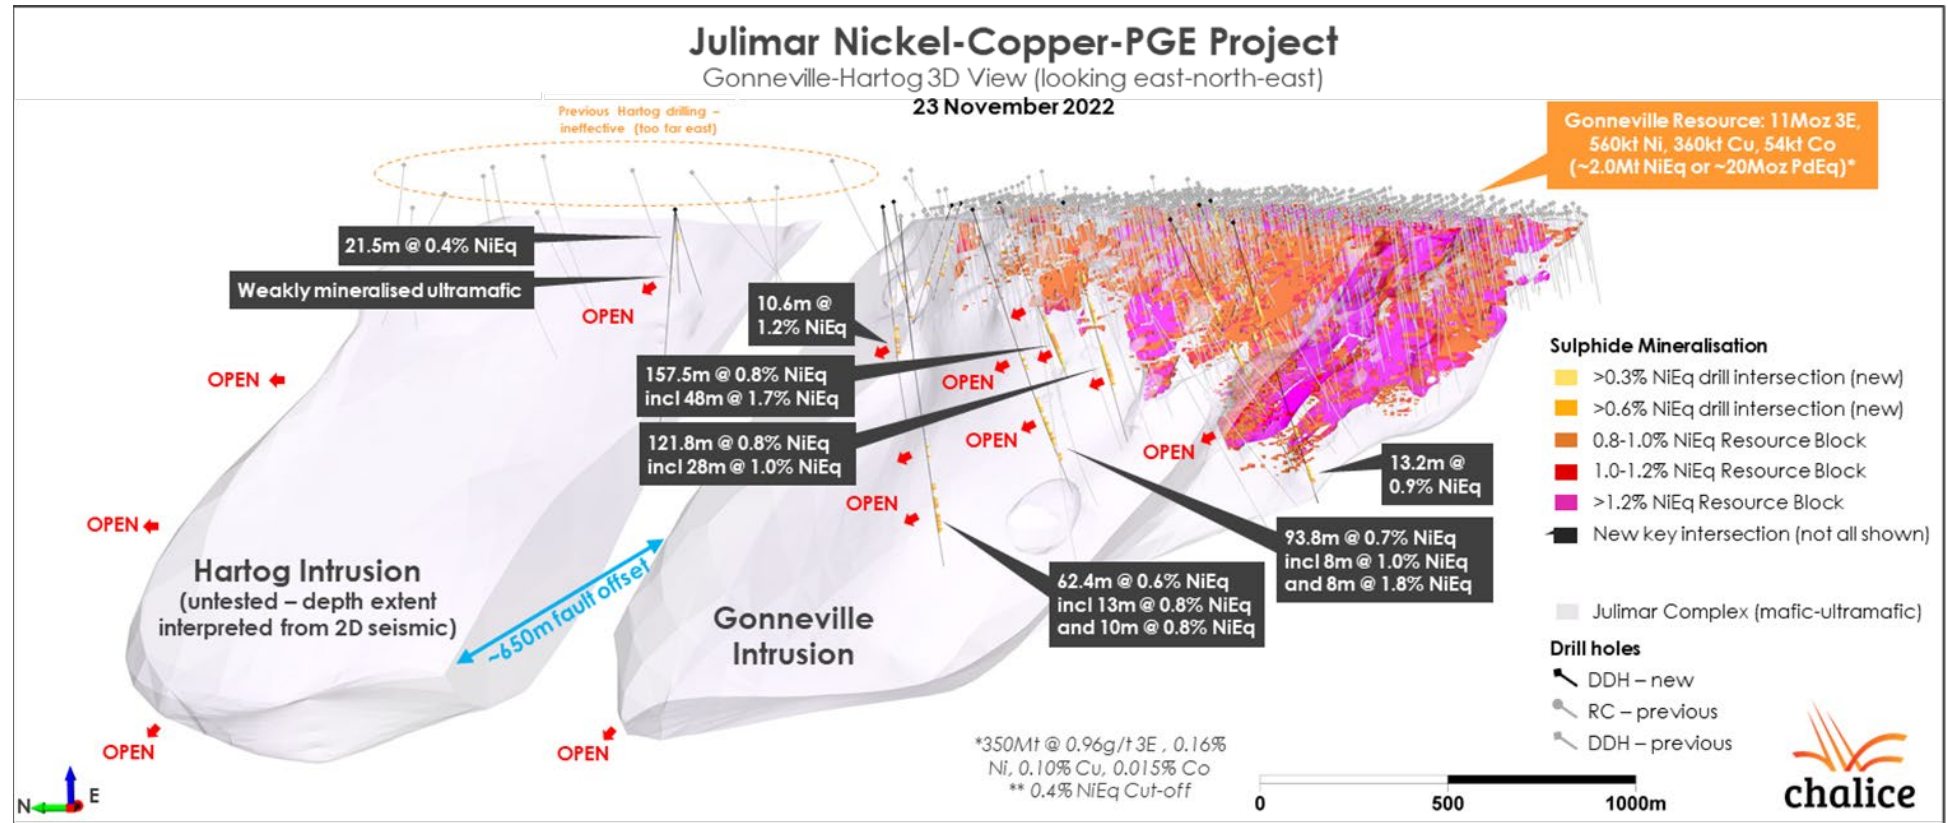 Julimar Nickel-Copper-PGE Project
Gonneville-Hartog 3D View (looking east-north-east)
23 November 2022
Previous Hartog drilling –
ineffective (too far east)
Gonneville Resource: 11Moz 3E,
560kt Ni, 360kt Cu, 54kt Co
(~2.0Mt NiEq or ~20Moz PdEq)*
21.5m @ 0.4% NiEq
Weakly mineralised ultramafic
OPEN
10.6m @
1.2% NiEq
OPEN
157.5m @ 0.8% NiEq
incl 48m @ 1.7% NiEq
OPEN
121.8m @ 0.8% NiEq
incl 28m @ 1.0% NiEq
OPEN
OPEN
13.2m @
0.9% NiEq
OPEN
OPEN
93.8m @ 0.7% NiEq
incl 8m @ 1.0% NiEq
and 8m @ 1.8% NiEq
62.4m @ 0.6% NiEq
incl 13m @ 0.8% NiEq
and 10m @ 0.8% NiEq
Hartog Intrusion
(untested – depth extent
interpreted from 2D seismic)
~650m fault offset
Gonneville
Intrusion
OPEN
OPEN
Sulphide Mineralisation
>0.3% NiEq drill intersection (new)
>0.6% NiEq drill intersection (new)
0.8-1.0% NiEq Resource Block
1.0-1.2% NiEq Resource Block
>1.2% NiEq Resource Block
New key intersection (not all shown)
Julimar Complex (mafic-ultramafic)
Drill holes
DDH – new
RC – previous
DDH – previous
*350Mt @ 0.96g/t 3E , 0.16%
Ni, 0.10% Cu, 0.015% Co
** 0.4% NiEq Cut-off
0 500 1000m
N E
chalice